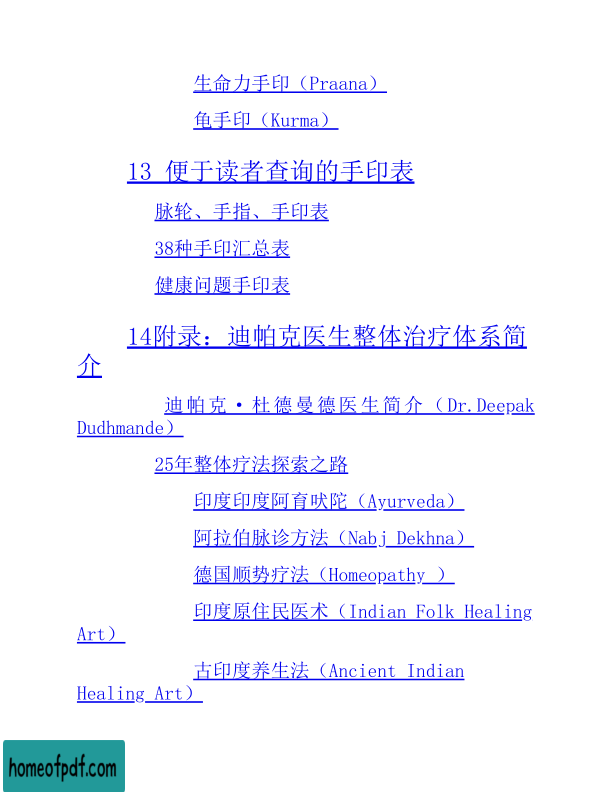 生命力手印（Praana）
龟手印（Kurma）
13 便于读者查询的手印表
脉轮、手指、手印表
38种手印汇总表
健康问题手印表
14附录：迪帕克医生整体治疗体系简
介
迪帕克·杜德曼德医生简介（Dr.Deepak
Dudhmande）
25年整体疗法探索之路
印度印度阿育吠陀（Ayurveda）
阿拉伯脉诊方法（Nabj Dekhna）
德国顺势疗法（Homeopathy ）
印度原住民医术（Indian Folk Healing
Art）
古印度养生法（Ancient Indian
Healing Art）
homeofpdf.com